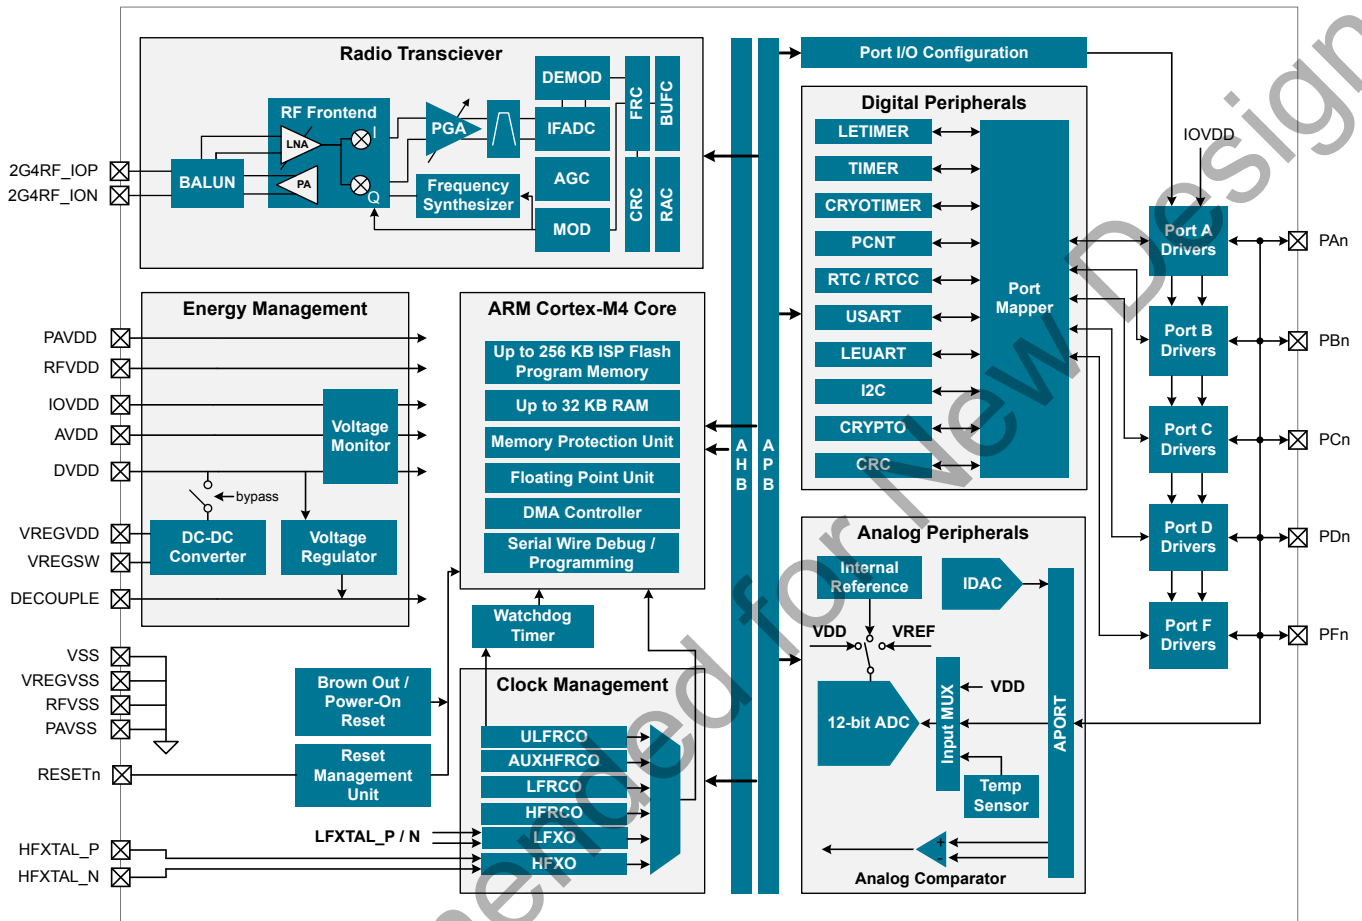 Radio Transciever
RF Frontend
LNA
PA
I
Q
BALUN
PGA
DEMOD
IFADC
AGC
MOD
Frequency
Synthesizer
FRC
BUFC
CRC
RAC
2G4RF_IOP
2G4RF_ION
Energy Management
PAVDD
RFVDD
IOVDD
AVDD
DVDD
VREGVDD
VREGSW
DECOUPLE
Voltage
Monitor
bypass
DC-DC
Converter
Voltage
Regulator
VSS
VREGVSS
RFVSS
PAVSS
RESETn
HFXTAL_P
HFXTAL_N
Brown Out /
Power-On
Reset
Reset
Management
Unit
ARM Cortex-M4 Core
Up to 256 KB ISP Flash
Program Memory
Up to 32 KB RAM
Memory Protection Unit
Floating Point Unit
DMA Controller
Serial Wire Debug /
Programming
Watchdog
Timer
Clock Management
ULFRCO
AUXHFRCO
LFRCO
HFRCO
LFXO
HFXO
LFXTAL_P / N
AHB
APB
Port I/O Configuration
Digital Peripherals
LETIMER
TIMER
CRYOTIMER
PCNT
RTC / RTCC
USART
LEUART
I2C
CRYPTO
CRC
Port
Mapper
Analog Peripherals
Internal
Reference
IDAC
VDD
VREF
12-bit ADC
Input MUX
VDD
Temp
Sensor
APORT
+
-
Analog Comparator
IOVDD
Port A
Drivers
Port B
Drivers
Port C
Drivers
Port D
Drivers
Port F
Drivers
PAn
PBn
PCn
PDn
PFn
ended for New Design